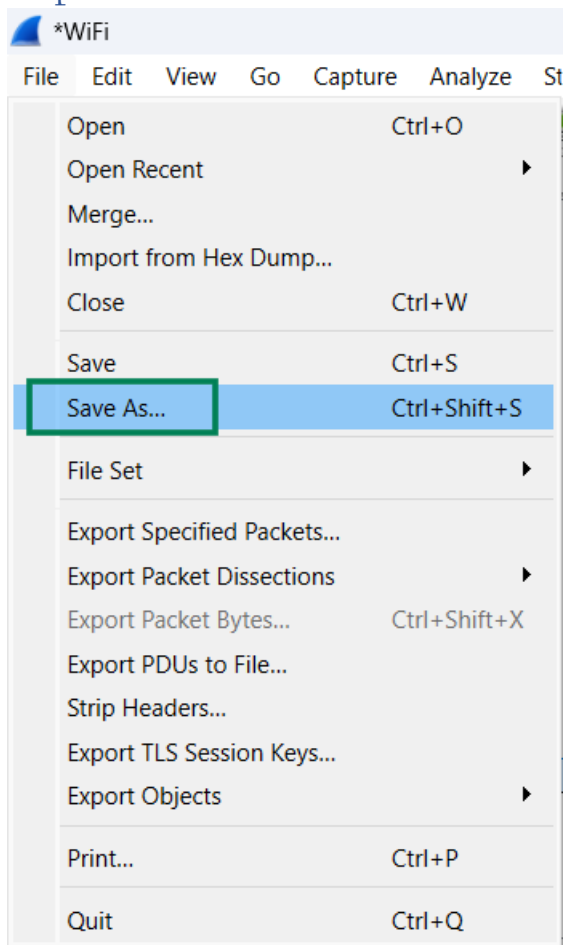 *WiFi
File Edit View Go Capture Analyze St
Open Ctrl+O
Open Recent
Merge...
Import from Hex Dump...
Close Ctrl+W
Save Ctrl+S
Save As... Ctrl+Shift+S
File Set
Export Specified Packets...
Export Packet Dissections
Export Packet Bytes... Ctrl+Shift+X
Export PDUs to File...
Strip Headers...
Export TLS Session Keys...
Export Objects
Print... Ctrl+P
Quit Ctrl+Q